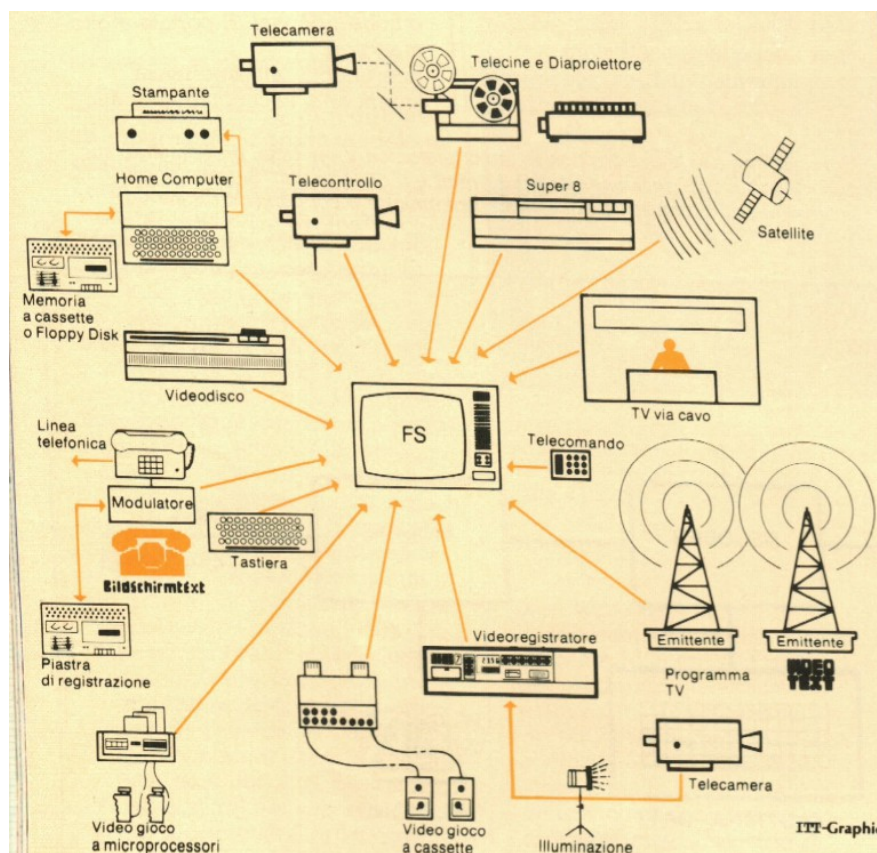 Telecamera
Telecine e Diaproiettore
Stampante
Home Computer
Telecontrollo
Super 8
Satellite
Memoria
a cassette
o Floppy Disk
Videodisco
TV via cavo
FS
Linea
telefonica
Telecomando
Modulatore
Tastiera
Bildschirmtext
Videoregistratore
Emittente
Emittente
Piastra
di registrazione
Programma
TV
VIDEO
TEXT
Telecamera
Video gioco
a microprocessori
Video gioco
a cassette
Illuminazione